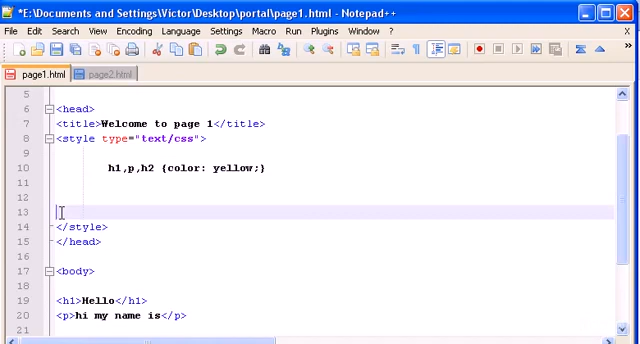 *E:\Documents and Settings\Victor\Desktop\portal\page1.html - Notepad++
File Edit Search View Encoding Language Settings Macro Run Plugins Window ?
page1.html page2.html
5
6 <head>
7 <title>Welcome to page 1</title>
8 <style type="text/css">
9
10 h1,p,h2 {color: yellow;}
11
12
13
14 </style>
15 </head>
16
17 <body>
18
19 <h1>Hello</h1>
20 <p>hi my name is</p>
21